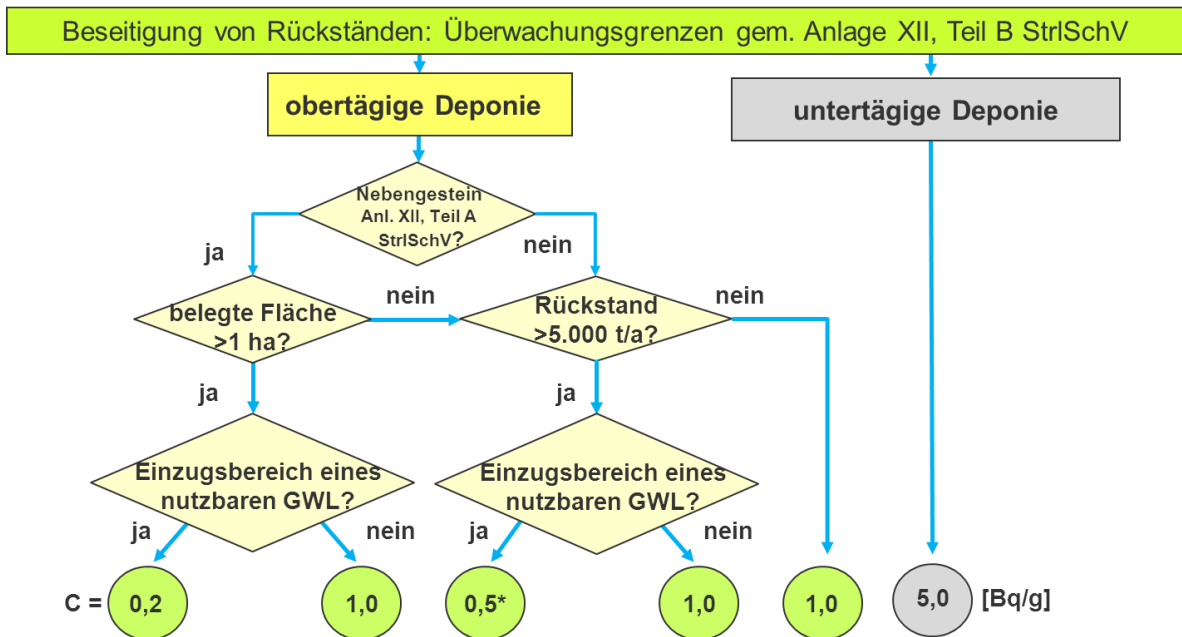 Beseitigung von Rückständen: Überwachungsgrenzen gem. Anlage XII, Teil B StrlSchV
obertägige Deponie
untertägige Deponie
Nebengestein
Anl. XII, Teil A
StrlSchV?
ja
nein
belegte Fläche
>1 ha?
nein
Rückstand
>5.000 t/a?
nein
ja
ja
Einzugsbereich eines
nutzbaren GWL?
Einzugsbereich eines
nutzbaren GWL?
ja
nein
ja
nein
C =
0,2
1,0
0,5*
1,0
1,0
5,0
[Bq/g]